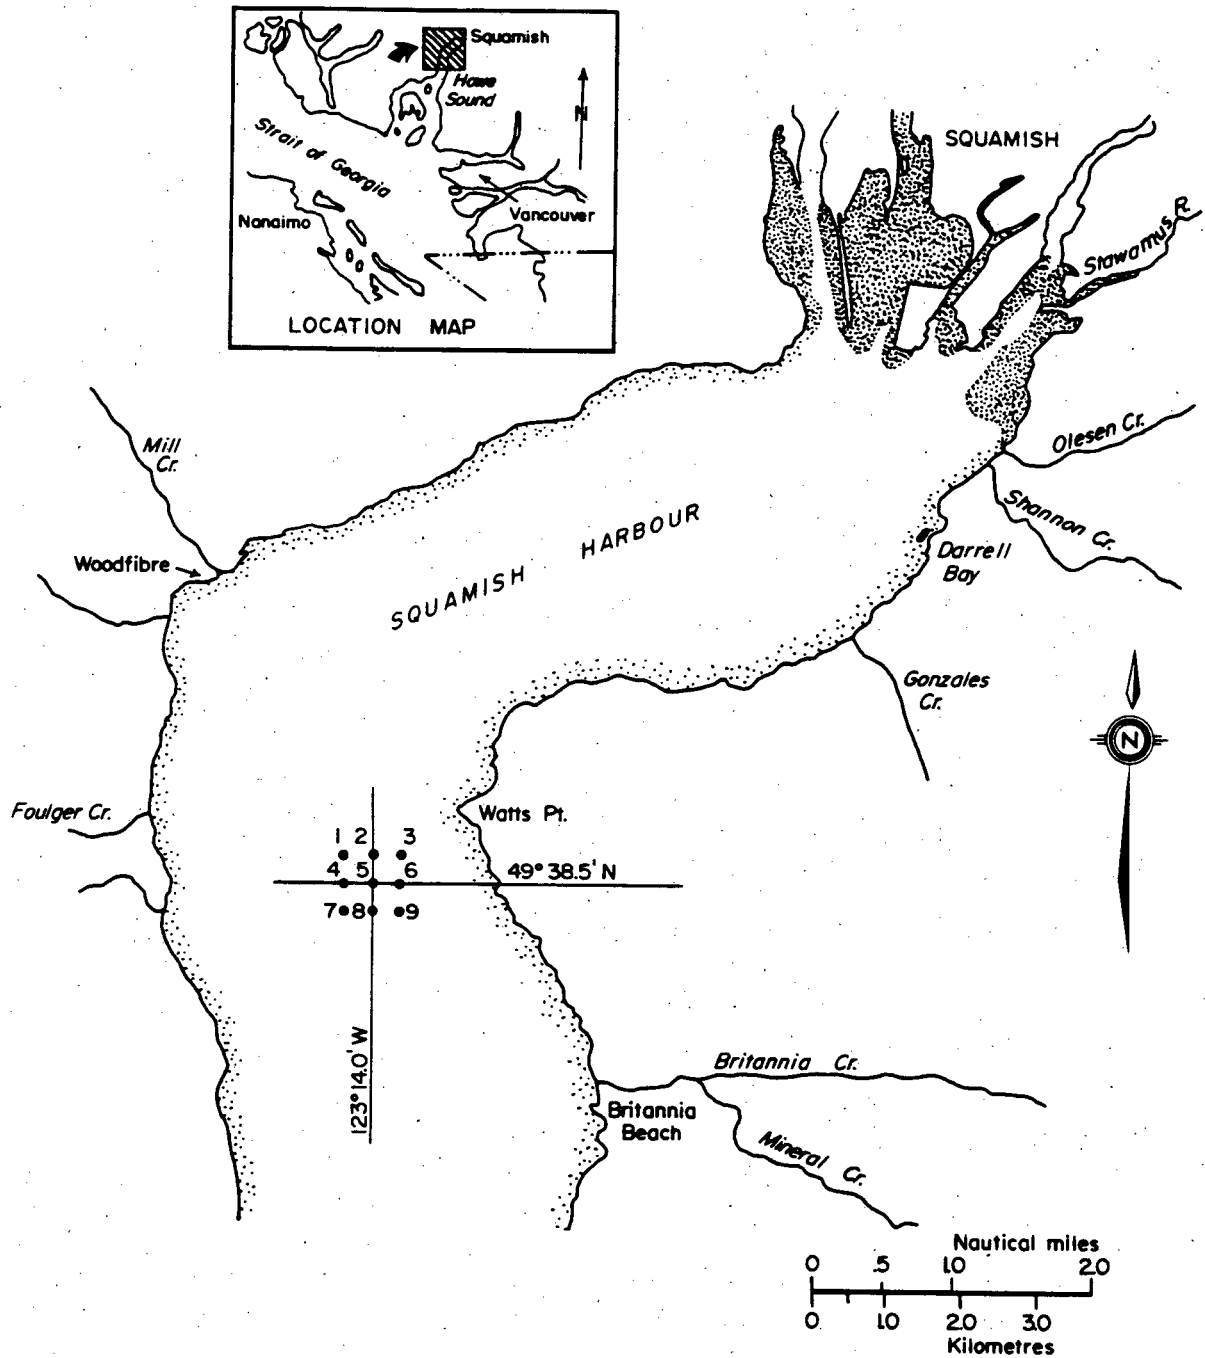 Squamish
Howe
Sound
N
Strait of Georgia
Nanaimo
Vancouver
LOCATION MAP
SQUAMISH
Stawamus R.
Mill
Cr.
Olesen Cr.
Shannon Cr.
Woodfibre
SQUAMISH HARBOUR
Darrell
Bay
Gonzales
Cr.
N
Foulger Cr.
Watts Pt.
1 2 3
4 5 6
49° 38.5' N
7 8 9
123° 14.0' W
Britannia Cr.
Britannia
Beach
Mineral Cr.
Nautical miles
0 .5 1.0 2.0
0 1.0 2.0 3.0
Kilometres